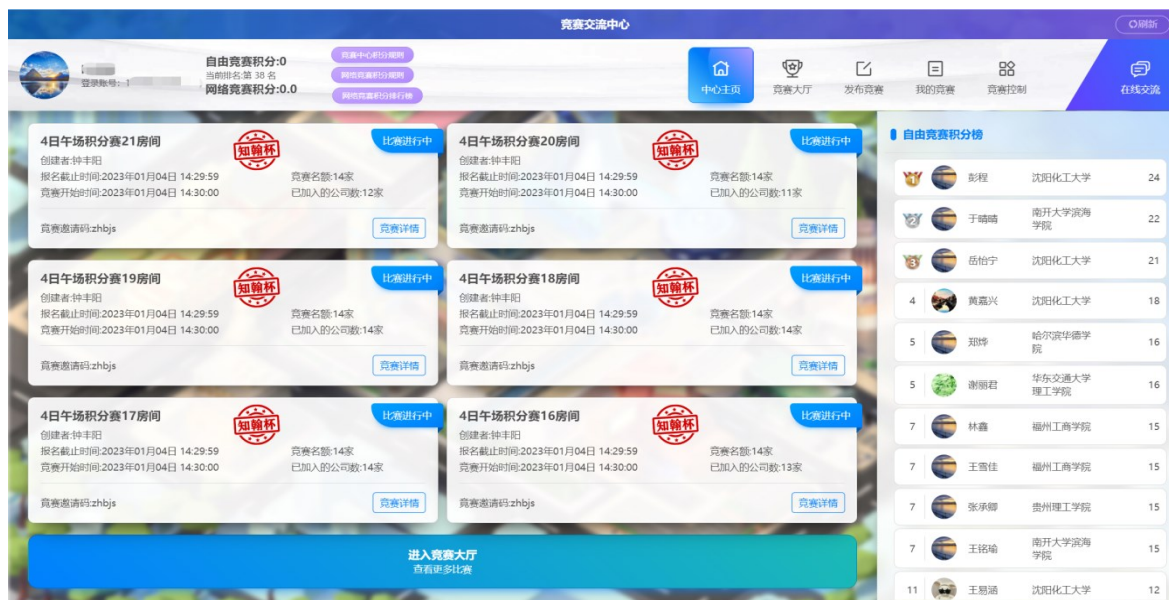 竞赛交流中心
刷新
登录账号:
自由竞赛积分:0
当前排名:第 38 名
网络竞赛积分:0.0
竞赛中心积分规则
网络竞赛积分规则
网络竞赛积分排行榜
中心主页
竞赛大厅
发布竞赛
我的竞赛
竞赛控制
在线交流
4日午场积分赛21房间
知翰杯
比赛进行中
创建者:钟丰阳
报名截止时间:2023年01月04日 14:29:59
竞赛名额:14家
竞赛开始时间:2023年01月04日 14:30:00
已加入的公司数:12家
竞赛邀请码:zhbjs
竞赛详情
4日午场积分赛20房间
知翰杯
比赛进行中
创建者:钟丰阳
报名截止时间:2023年01月04日 14:29:59
竞赛名额:14家
竞赛开始时间:2023年01月04日 14:30:00
已加入的公司数:11家
竞赛邀请码:zhbjs
竞赛详情
4日午场积分赛19房间
知翰杯
比赛进行中
创建者:钟丰阳
报名截止时间:2023年01月04日 14:29:59
竞赛名额:14家
竞赛开始时间:2023年01月04日 14:30:00
已加入的公司数:14家
竞赛邀请码:zhbjs
竞赛详情
4日午场积分赛18房间
知翰杯
比赛进行中
创建者:钟丰阳
报名截止时间:2023年01月04日 14:29:59
竞赛名额:14家
竞赛开始时间:2023年01月04日 14:30:00
已加入的公司数:14家
竞赛邀请码:zhbjs
竞赛详情
4日午场积分赛17房间
知翰杯
比赛进行中
创建者:钟丰阳
报名截止时间:2023年01月04日 14:29:59
竞赛名额:14家
竞赛开始时间:2023年01月04日 14:30:00
已加入的公司数:14家
竞赛邀请码:zhbjs
竞赛详情
4日午场积分赛16房间
知翰杯
比赛进行中
创建者:钟丰阳
报名截止时间:2023年01月04日 14:29:59
竞赛名额:14家
竞赛开始时间:2023年01月04日 14:30:00
已加入的公司数:13家
竞赛邀请码:zhbjs
竞赛详情
进入竞赛大厅
查看更多比赛
自由竞赛积分榜
1 彭程 沈阳化工大学 24
2 于晴晴 南开大学滨海
学院 22
3 岳怡宁 沈阳化工大学 21
4 黄嘉兴 沈阳化工大学 18
5 郑烨 哈尔滨华德学
院 16
5 谢丽君 华东交通大学
理工学院 16
7 林鑫 福州工商学院 15
7 王雪佳 福州工商学院 15
7 张承卿 贵州理工学院 15
7 王铭瑜 南开大学滨海
学院 15
11 王易涵 沈阳化工大学 12